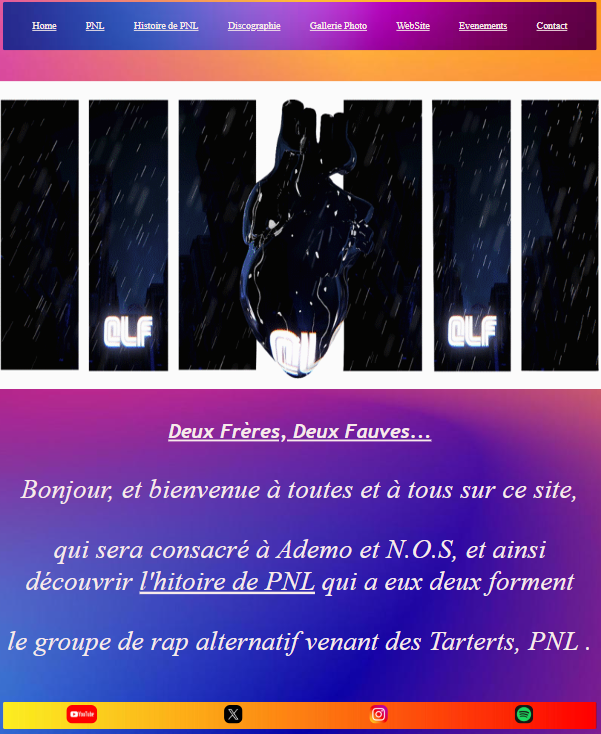 Home PNL Histoire de PNL Discographie Gallerie Photo WebSite Evenements Contact
QLF QLF
Deux Frères, Deux Fauves...
Bonjour, et bienvenue à toutes et à tous sur ce site,
qui sera consacré à Ademo et N.O.S, et ainsi
découvrir l'hitoire de PNL qui a eux deux forment
le groupe de rap alternatif venant des Tarterts, PNL .
YouTube